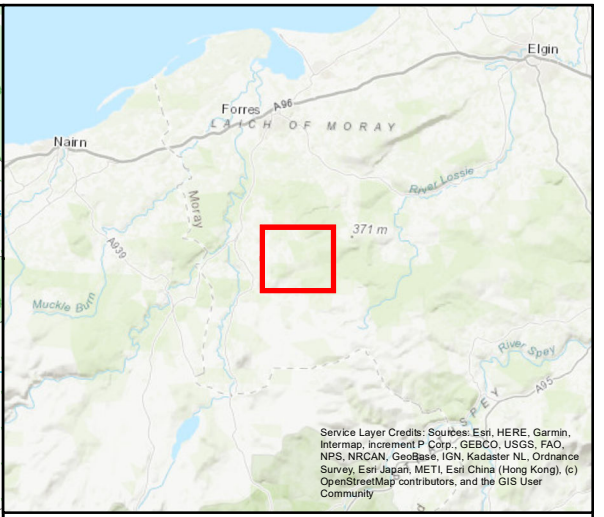 Elgin
Forres
A96
LAICH OF MORAY
Nairn
River Lossie
Moray
371 m
A939
Muckle Burn
River Spey
A95
SPEY
Service Layer Credits: Sources: Esri, HERE, Garmin,
Intermap, increment P Corp., GEBCO, USGS, FAO,
NPS, NRCAN, GeoBase, IGN, Kadaster NL, Ordnance
Survey, Esri Japan, METI, Esri China (Hong Kong), (c)
OpenStreetMap contributors, and the GIS User
Community